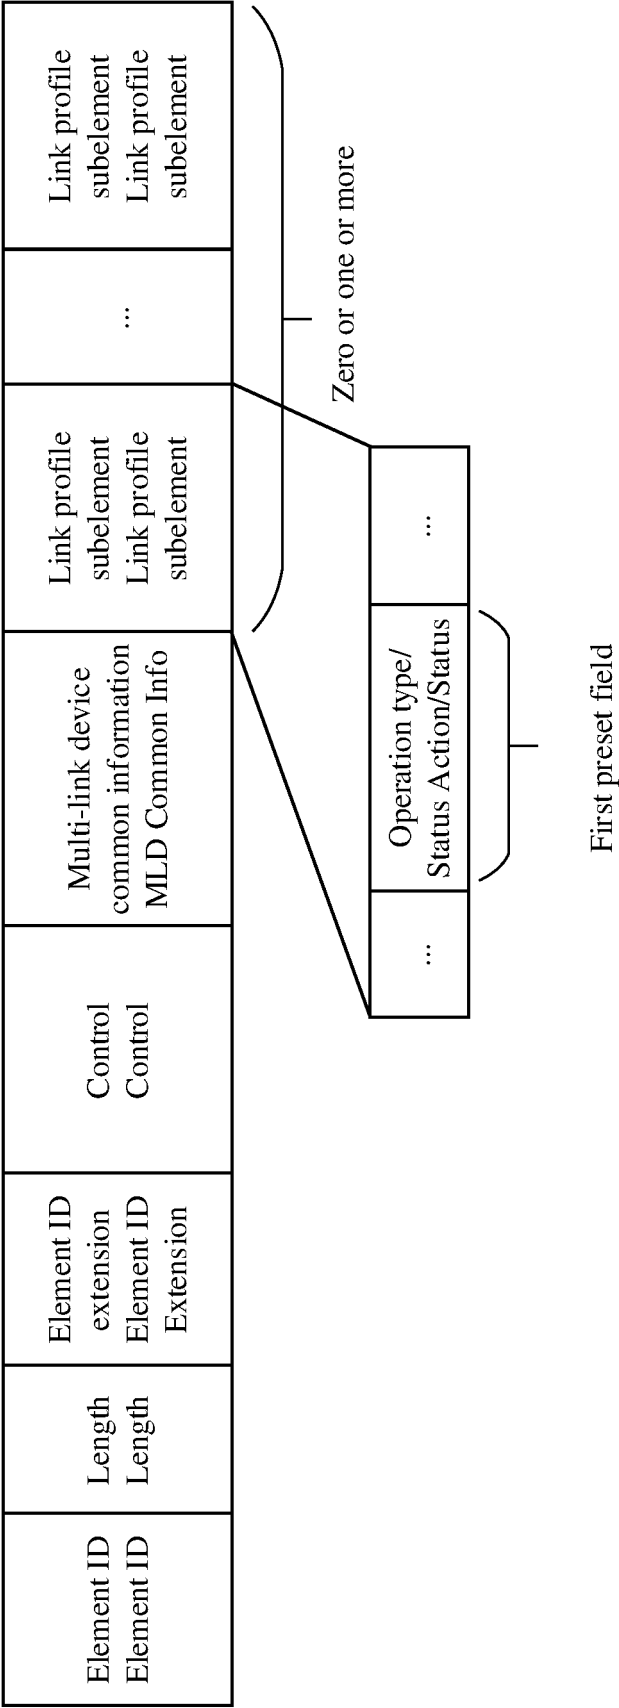 Element ID
Element ID
Length
Length
Element ID
extension
Element ID
Extension
Control
Control
Multi-link device
common information
MLD Common Info
Link profile
subelement
Link profile
subelement
...
Link profile
subelement
Link profile
subelement
Zero or one or more
...
Operation type/
Status Action/Status
...
First preset field